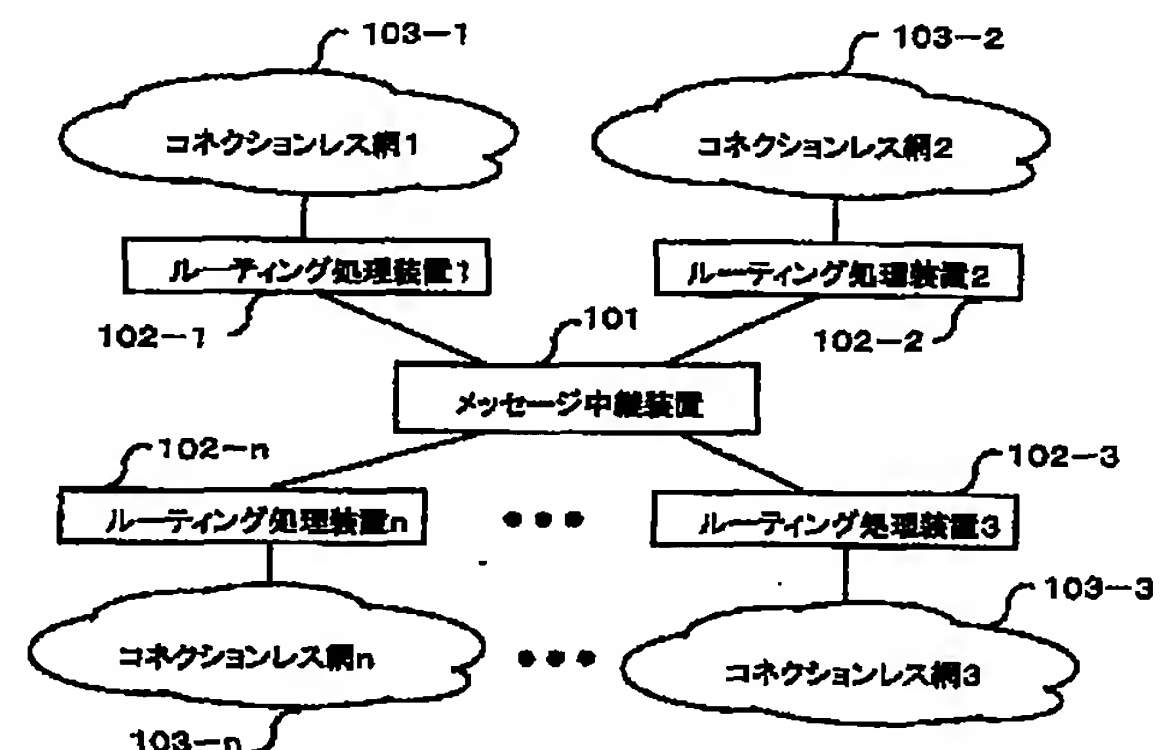 103-1
103-2
コネクションレス網1
コネクションレス網2
ルーティング処理装置1
ルーティング処理装置2
102-1
101
102-2
メッセージ中継装置
102-n
102-3
ルーティング処理装置n
ルーティング処理装置3
103-3
コネクションレス網n
コネクションレス網3
103-n